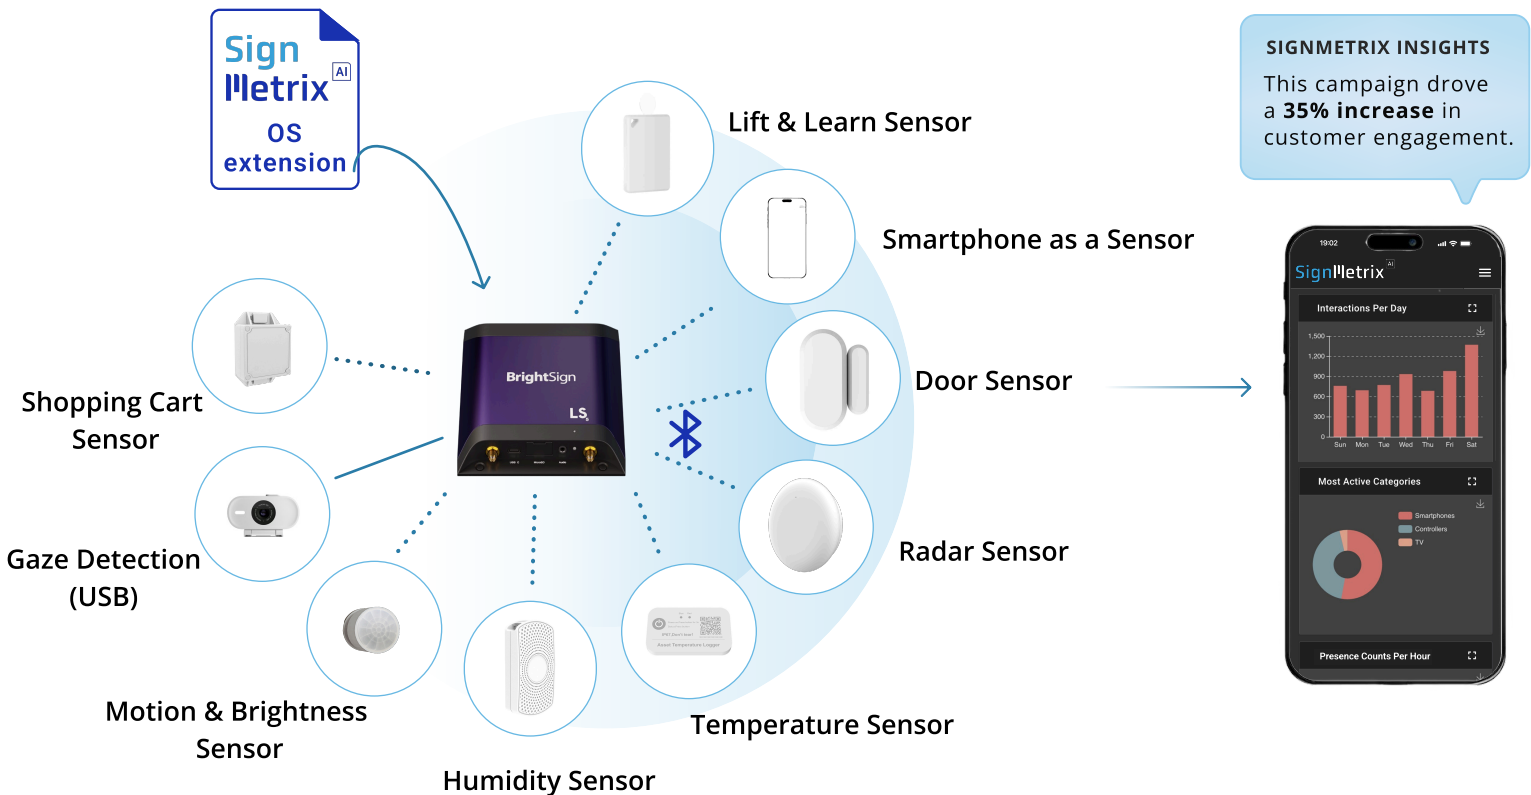 Sign
Metrix AI
OS
extension
SIGNMETRIX INSIGHTS
This campaign drove
a 35% increase in
customer engagement.
Lift & Learn Sensor
Smartphone as a Sensor
Door Sensor
Radar Sensor
Temperature Sensor
Humidity Sensor
Motion & Brightness
Sensor
Gaze Detection
(USB)
Shopping Cart
Sensor
BrightSign
LS
Asset Temperature Logger
19:02
SignMetrix AI
Interactions Per Day
1,500
1,200
900
600
300
0
Sun Mon Tue Wed Thu Fri Sat
Most Active Categories
Smartphones
Controllers
TV
Presence Counts Per Hour